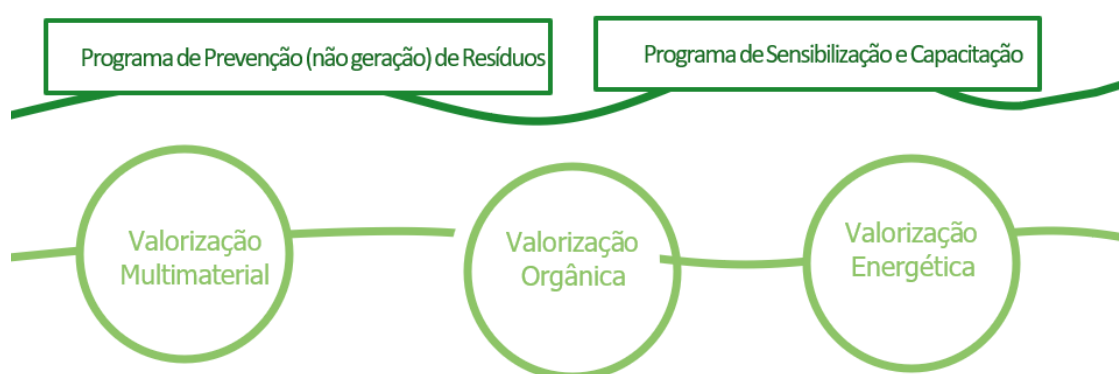 Programa de Prevenção (não geração) de Resíduos
Programa de Sensibilização e Capacitação
Valorização
Multimaterial
Valorização
Orgânica
Valorização
Energética